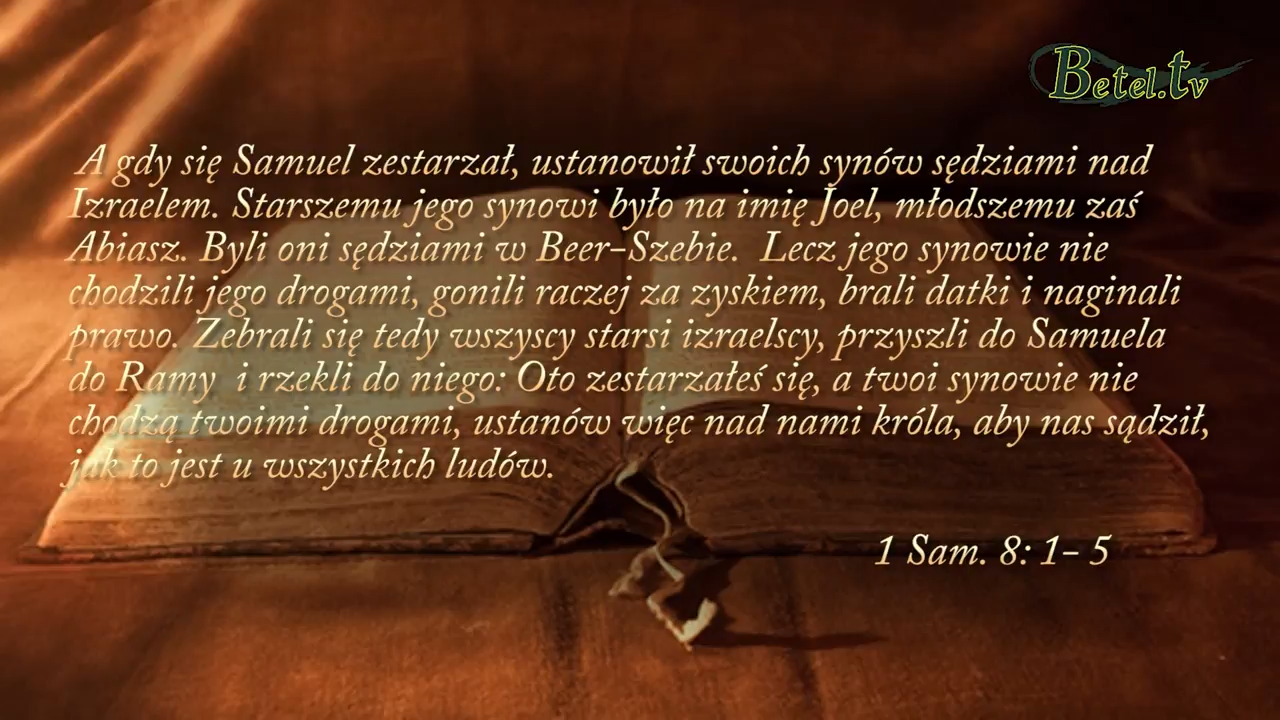 Betel.tv
A gdy się Samuel zestarzał, ustanowił swoich synów sędziami nad
Izraelem. Starszemu jego synowi było na imię Joel, młodszemu zaś
Abiasz. Byli oni sędziami w Beer-Szebie. Lecz jego synowie nie
chodzili jego drogami, gonili raczej za zyskiem, brali datki i naginali
prawo. Zebrali się tedy wszyscy starsi izraelscy, przyszli do Samuela
do Ramy i rzekli do niego: Oto zestarzałeś się, a twoi synowie nie
chodzą twoimi drogami, ustanów więc nad nami króla, aby nas sądził,
jak to jest u wszystkich ludów.
1 Sam. 8: 1- 5